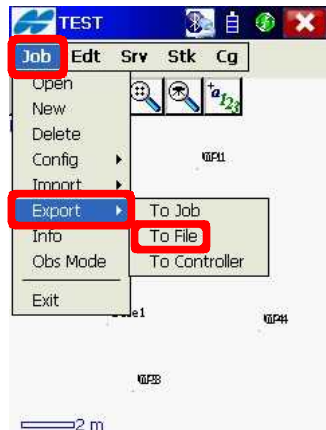 TEST
Job Edt Srv Stk Cg
Open
New
Delete
Config
Import
Export
Info
Obs Mode
Exit
To Job
To File
To Controller
2 m